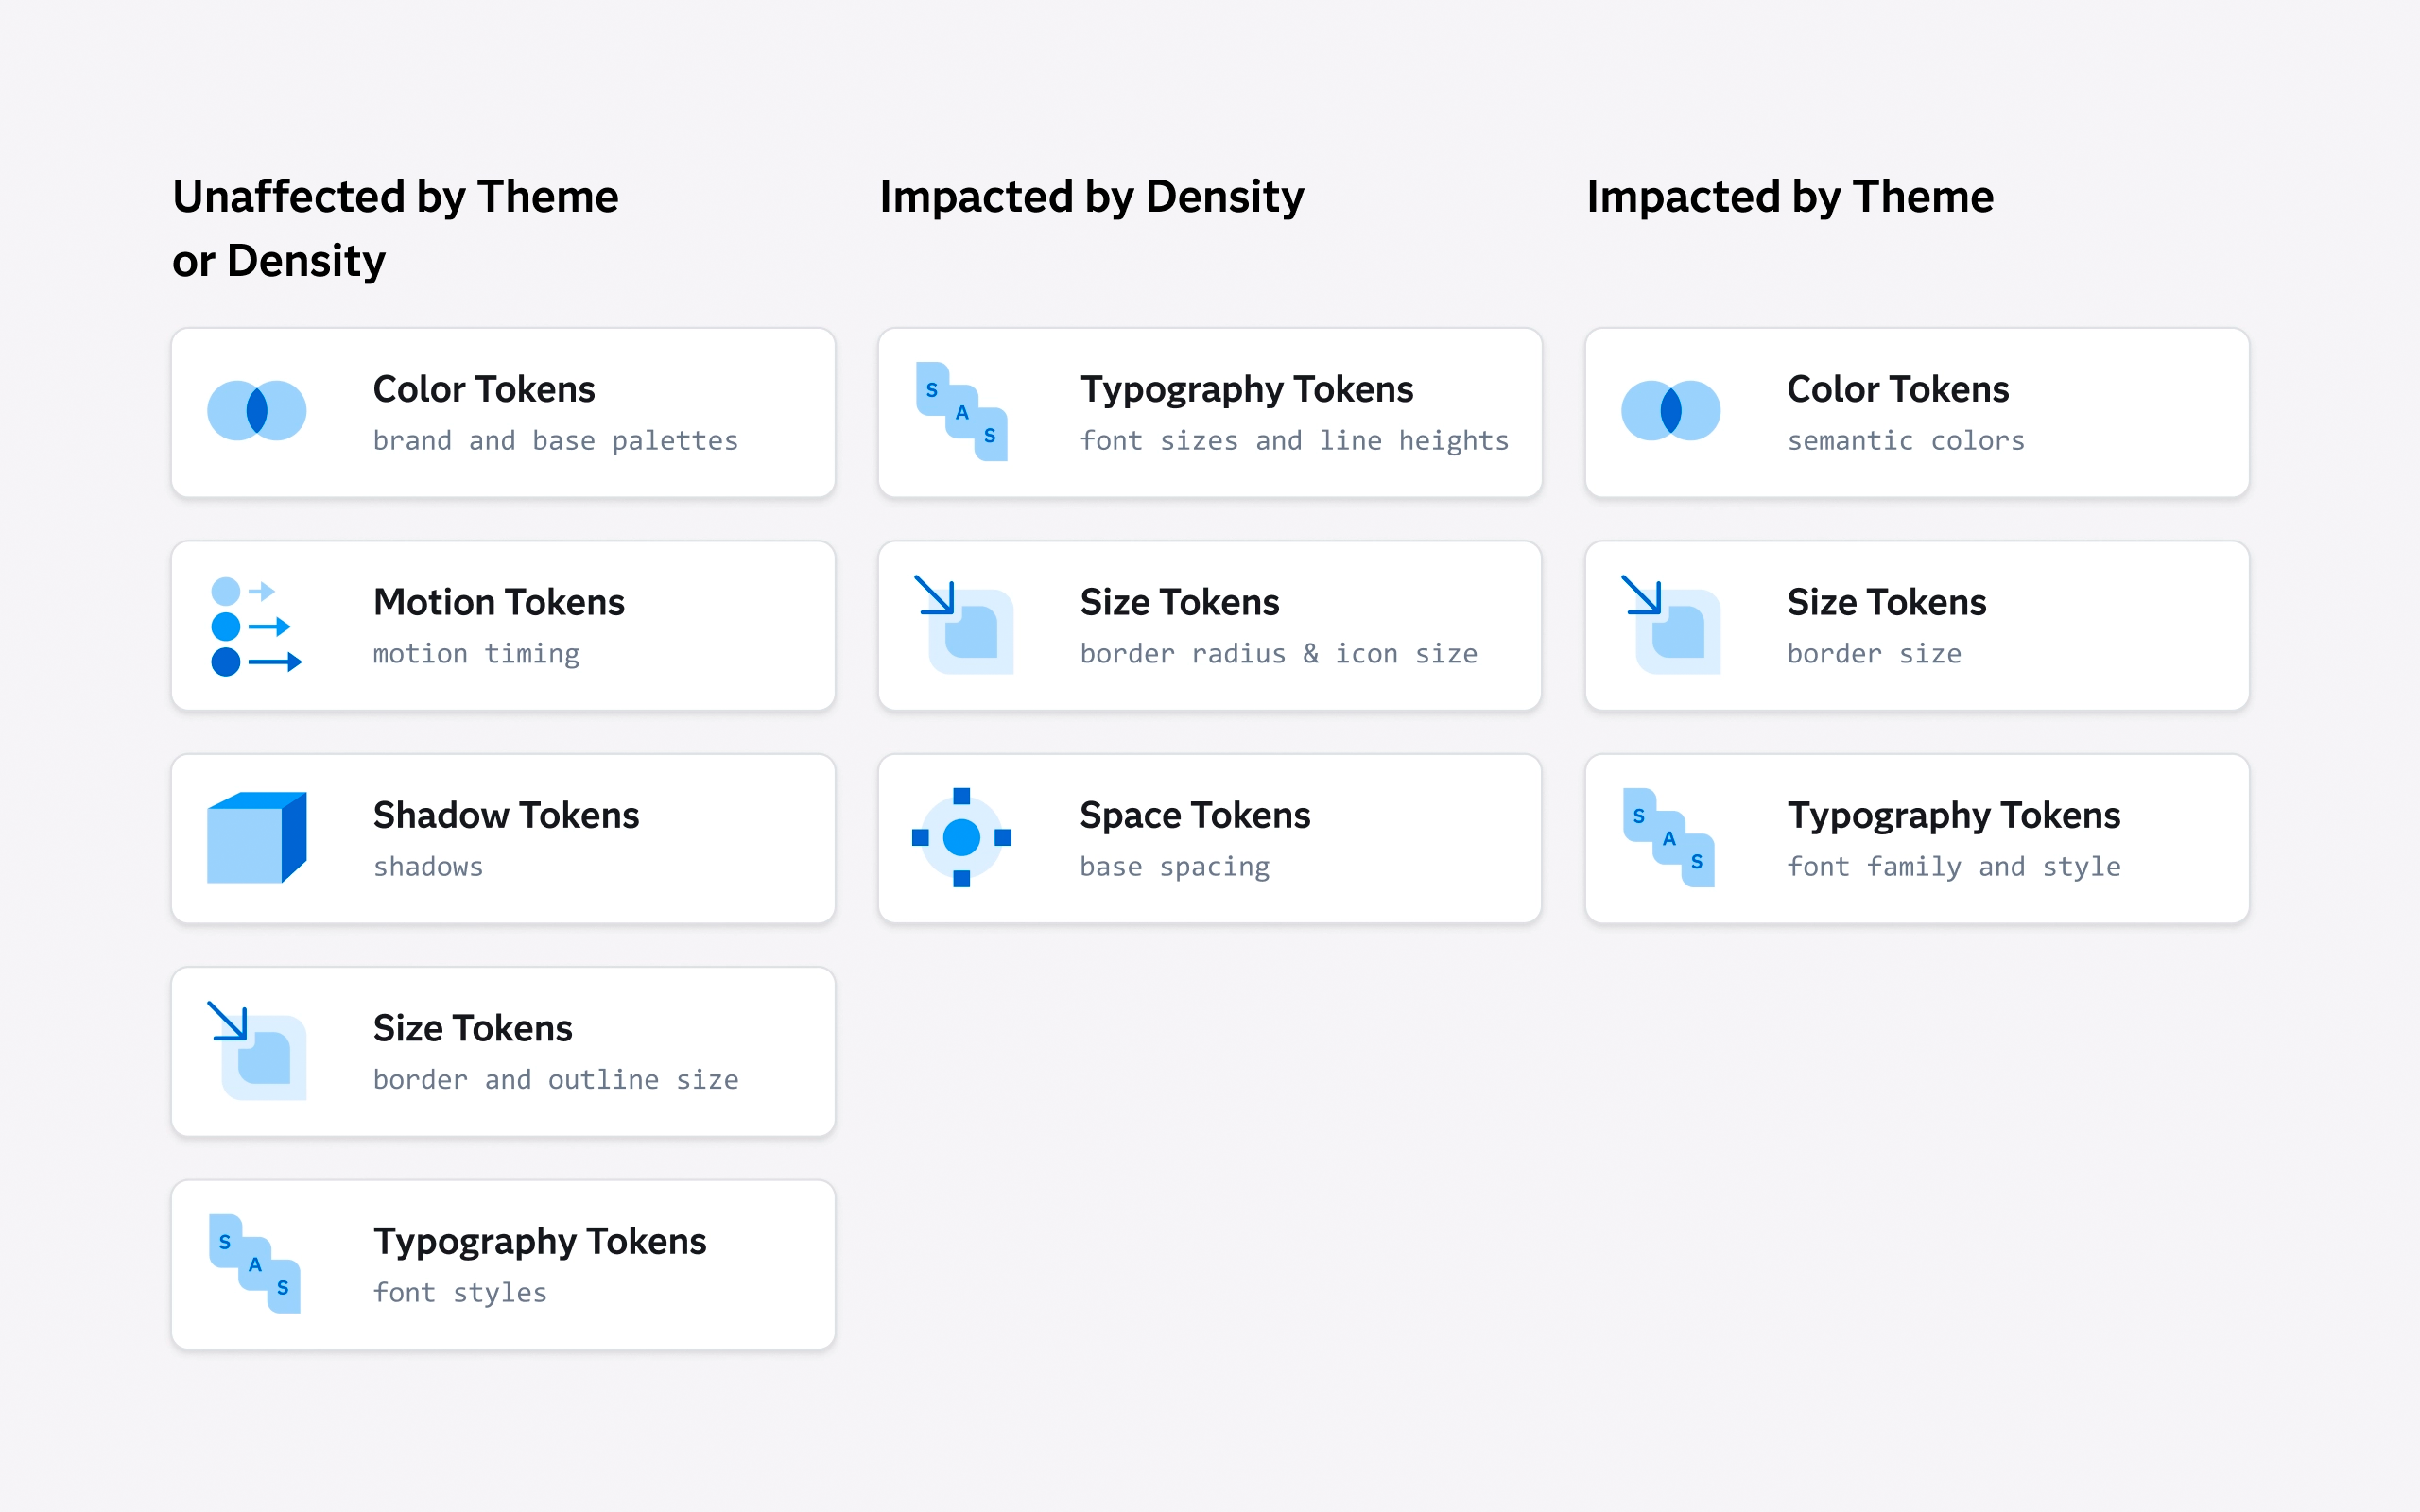 Unaffected by Theme
or Density
Color Tokens
brand and base palettes
Motion Tokens
motion timing
Shadow Tokens
shadows
Size Tokens
border and outline size
S
A
S
Typography Tokens
font styles
Impacted by Density
S
A
S
Typography Tokens
font sizes and line heights
Size Tokens
border radius & icon size
Space Tokens
base spacing
Impacted by Theme
Color Tokens
semantic colors
Size Tokens
border size
S
A
S
Typography Tokens
font family and style